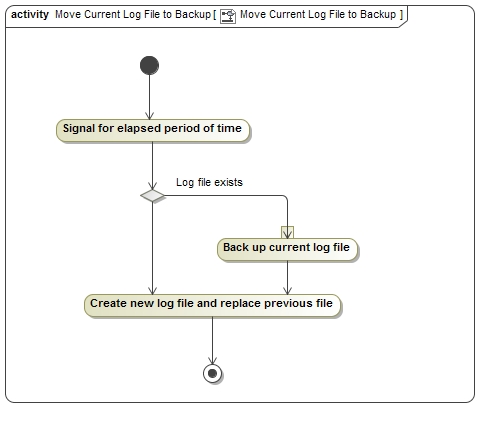 activity Move Current Log File to Backup [ Move Current Log File to Backup ]
Signal for elapsed period of time
Log file exists
Back up current log file
Create new log file and replace previous file